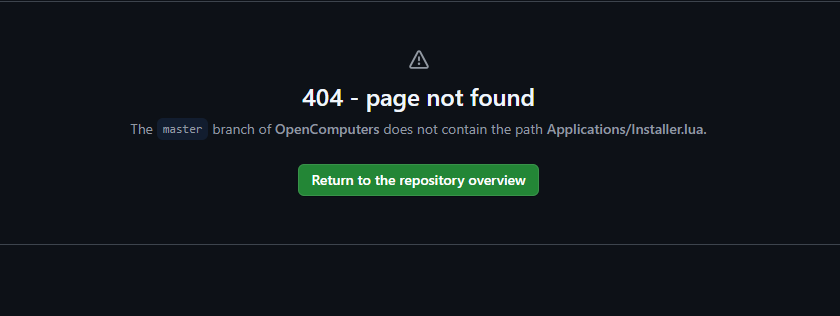 404 - page not found
The master branch of OpenComputers does not contain the path Applications/Installer.lua.
Return to the repository overview